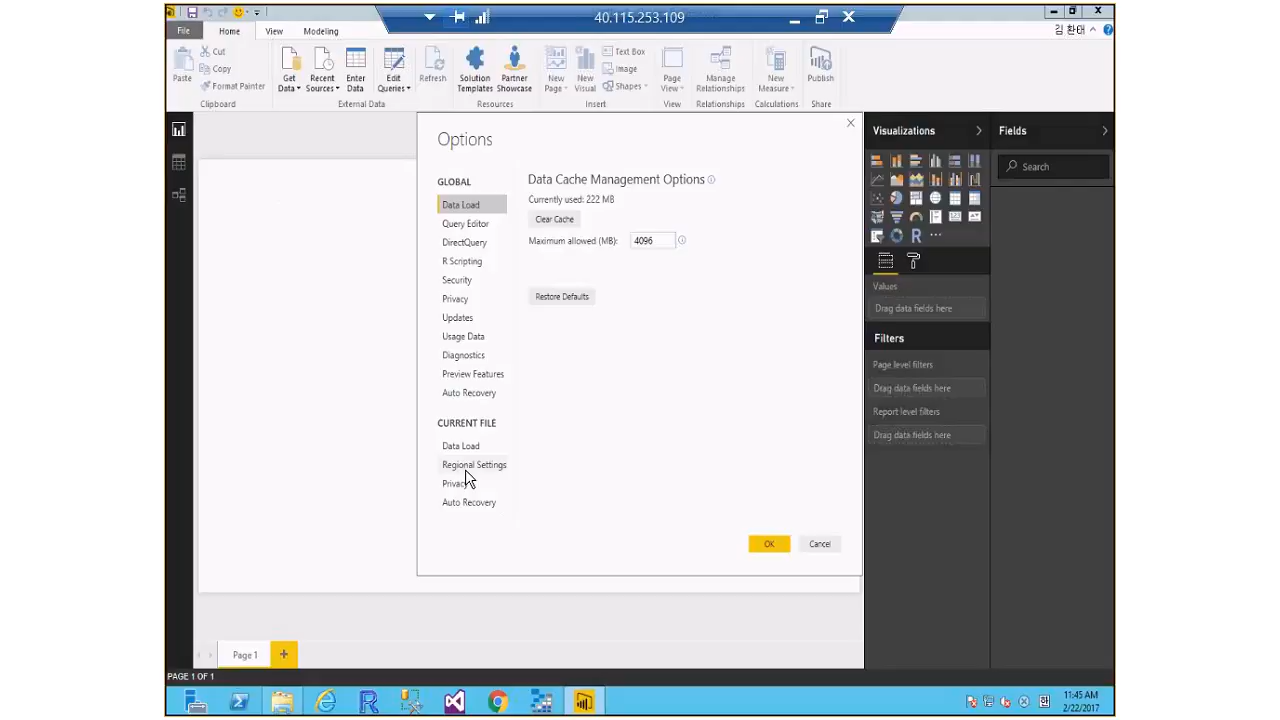 40.115.253.109
File
Home
View
Modeling
김 환태
Paste
Cut
Copy
Format Painter
Clipboard
Get Data
Recent Sources
Enter Data
Edit Queries
External Data
Refresh
Solution Templates
Partner Showcase
Resources
New Page
New Visual
Text Box
Image
Shapes
Insert
Page View
View
Manage Relationships
Relationships
New Measure
Calculations
Publish
Share
Options
GLOBAL
Data Load
Query Editor
DirectQuery
R Scripting
Security
Privacy
Updates
Usage Data
Diagnostics
Preview Features
Auto Recovery
CURRENT FILE
Data Load
Regional Settings
Privacy
Auto Recovery
Data Cache Management Options
Currently used: 222 MB
Clear Cache
Maximum allowed (MB): 4096
Restore Defaults
OK
Cancel
Visualizations
Values
Drag data fields here
Filters
Page level filters
Drag data fields here
Report level filters
Drag data fields here
Fields
Search
Page 1
PAGE 1 OF 1
11:45 AM
2/22/2017